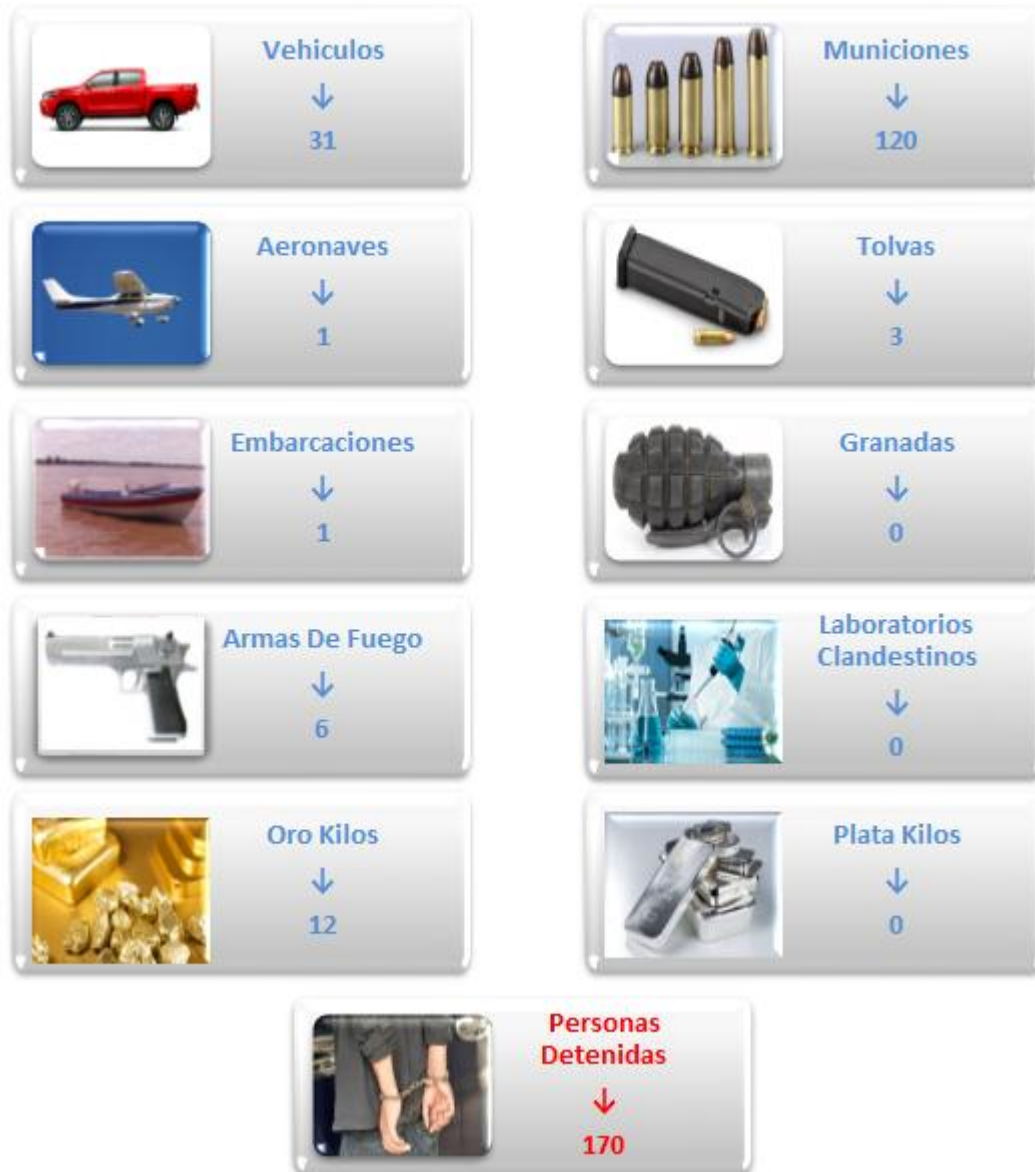 Vehiculos
↓
31
Municiones
↓
120
Aeronaves
↓
1
Tolvas
↓
3
Embarcaciones
↓
1
Granadas
↓
0
Armas De Fuego
↓
6
Laboratorios
Clandestinos
↓
0
Oro Kilos
↓
12
Plata Kilos
↓
0
Personas
Detenidas
↓
170